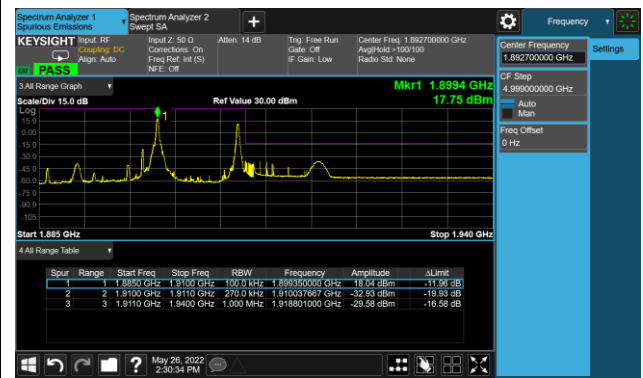 Spectrum Analyzer 1
Spurious Emissions
Spectrum Analyzer 2
Swept SA
Frequency
KEYSIGHT
Input: RF
Coupling: DC
Align: Auto
Input Z: 50 Ω
Corrections: On
Freq Ref: Int (S)
NFE: Off
Atten: 14 dB
Trig: Free Run
Gate: Off
IF Gain: Low
Center Freq: 1.892700000 GHz
Avg|Hold:>100/100
Radio Std: None
PASS
Center Frequency
1.892700000 GHz
Settings
CF Step
4.999000000 GHz
Auto
Man
Freq Offset
0 Hz
3 All Range Graph
Mkr1 1.8994 GHz
Scale/Div 15.0 dB
Ref Value 30.00 dBm
17.75 dBm
Log
1
15.0
0.00
-15.0
-30.0
-45.0
-60.0
-75.0
-90.0
-105
Start 1.885 GHz
Stop 1.940 GHz
4 All Range Table
Spur Range Start Freq Stop Freq RBW Frequency Amplitude ΔLimit
1 1 1.8850 GHz 1.9100 GHz 100.0 kHz 1.899350000 GHz 18.04 dBm -11.96 dB
2 2 1.9100 GHz 1.9110 GHz 270.0 kHz 1.910037667 GHz -32.93 dBm -19.93 dB
3 3 1.9110 GHz 1.9400 GHz 1.000 MHz 1.918801000 GHz -29.58 dBm -16.58 dB
May 26, 2022
2:30:34 PM